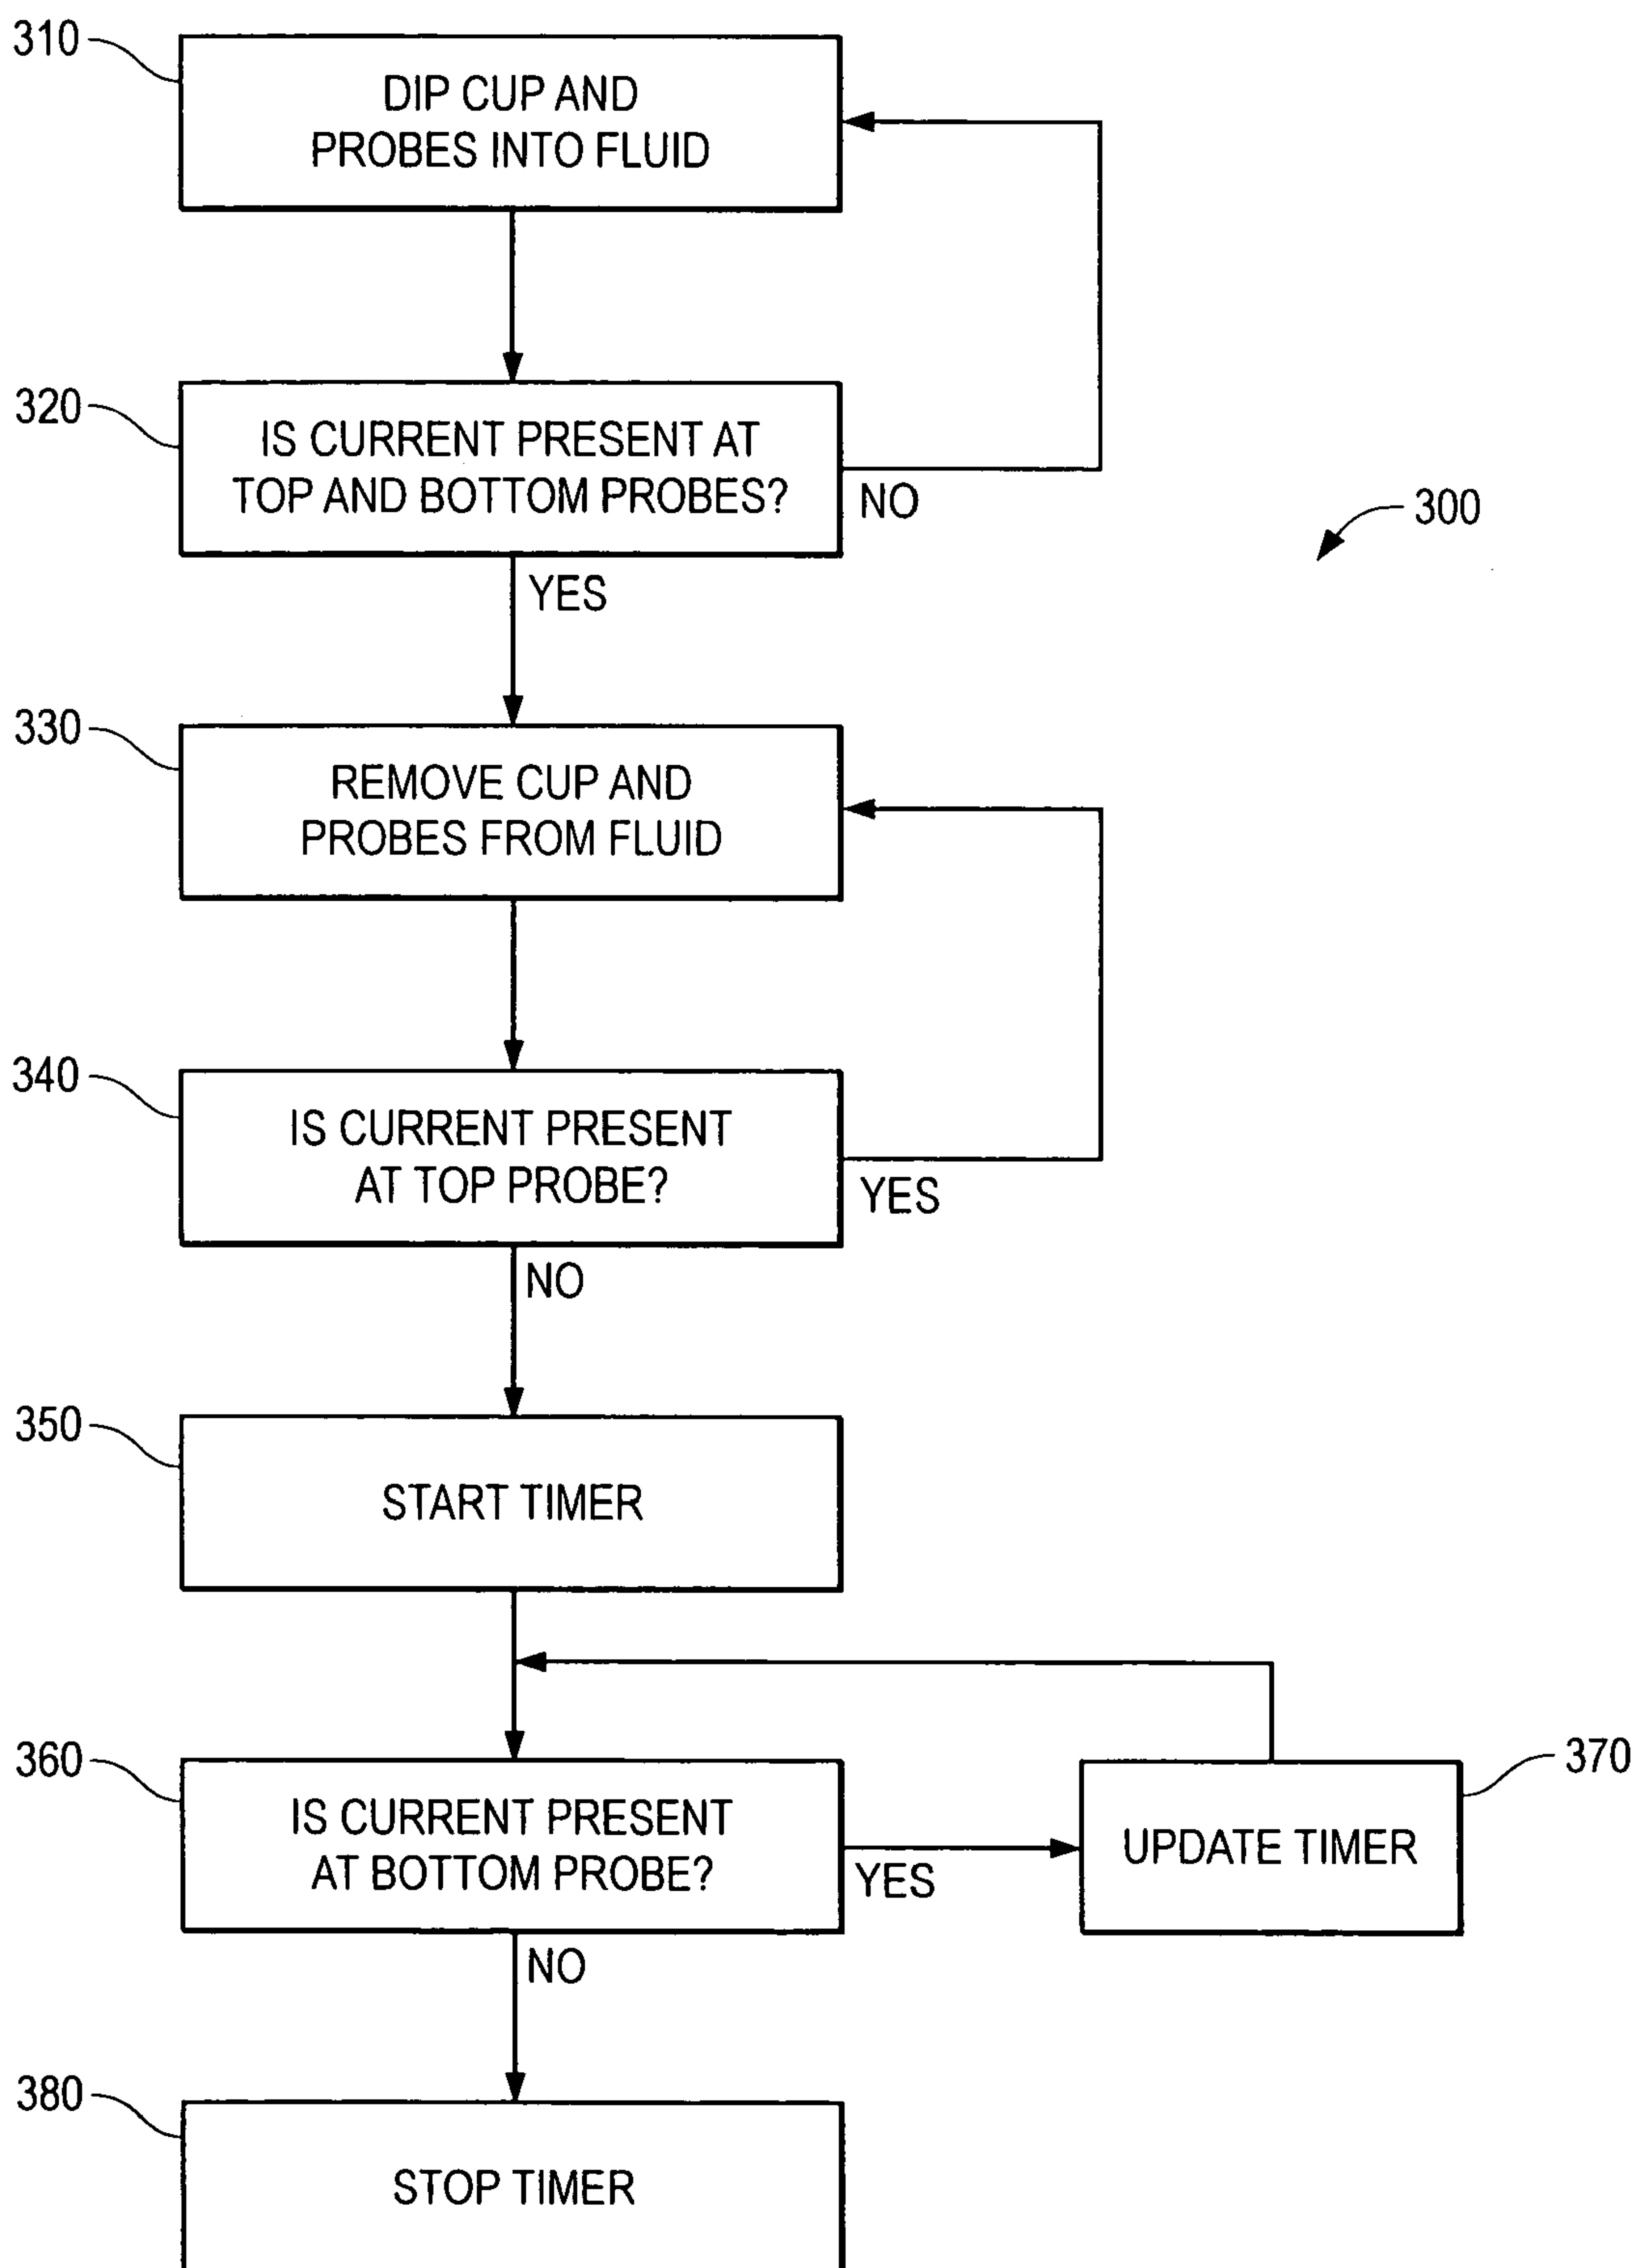 310
DIP CUP AND
PROBES INTO FLUID
320
IS CURRENT PRESENT AT
TOP AND BOTTOM PROBES?
NO
300
YES
330
REMOVE CUP AND
PROBES FROM FLUID
340
IS CURRENT PRESENT
AT TOP PROBE?
YES
NO
350
START TIMER
360
IS CURRENT PRESENT
AT BOTTOM PROBE?
YES
370
UPDATE TIMER
NO
380
STOP TIMER